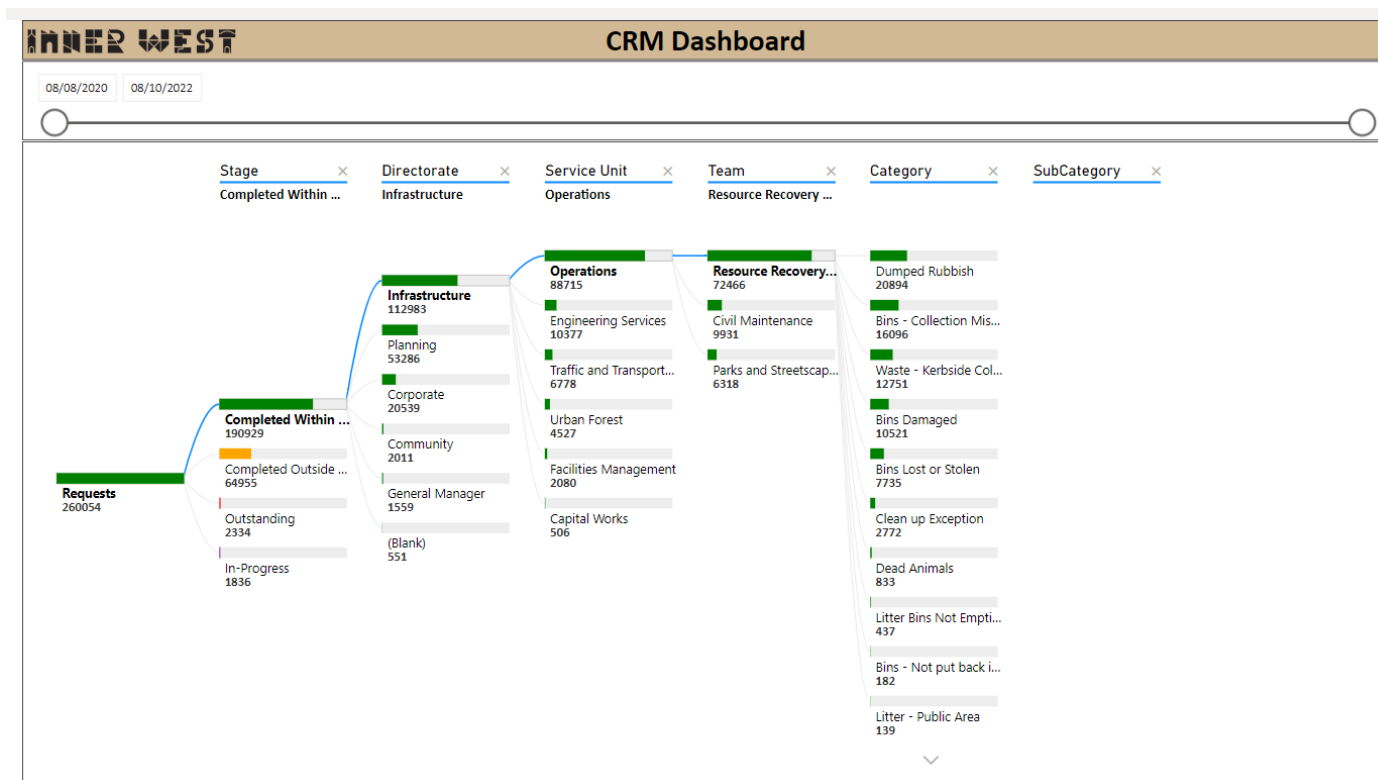 INNER WEST
CRM Dashboard
08/08/2020 08/10/2022
Stage Directorate Service Unit Team Category SubCategory
Completed Within ... Infrastructure Operations Resource Recovery ...
Requests
260054
Completed Within ...
190929
Completed Outside ...
64955
Outstanding
2334
In-Progress
1836
Infrastructure
112983
Planning
53286
Corporate
20539
Community
2011
General Manager
1559
(Blank)
551
Operations
88715
Engineering Services
10377
Traffic and Transport...
6778
Urban Forest
4527
Facilities Management
2080
Capital Works
506
Resource Recovery...
72466
Civil Maintenance
9931
Parks and Streetscap...
6318
Dumped Rubbish
20894
Bins - Collection Mis...
16096
Waste - Kerbside Col...
12751
Bins Damaged
10521
Bins Lost or Stolen
7735
Clean up Exception
2772
Dead Animals
833
Litter Bins Not Empti...
437
Bins - Not put back i...
182
Litter - Public Area
139